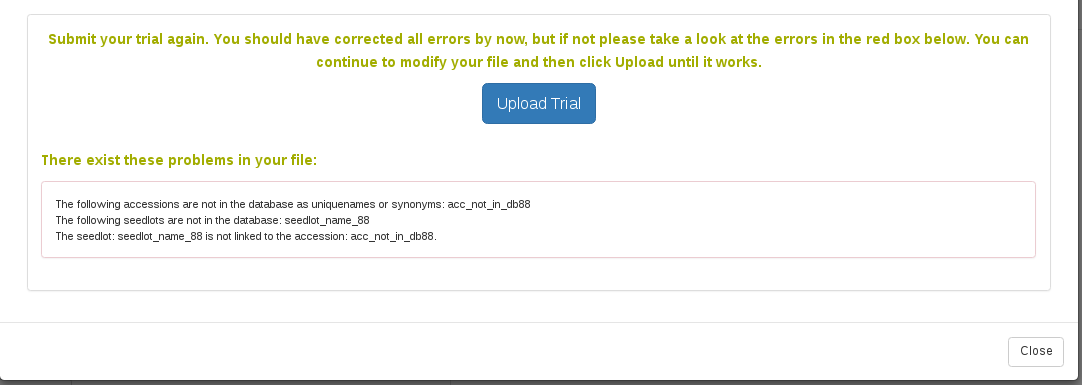 Submit your trial again. You should have corrected all errors by now, but if not please take a look at the errors in the red box below. You can
continue to modify your file and then click Upload until it works.
Upload Trial
There exist these problems in your file:
The following accessions are not in the database as uniquenames or synonyms: acc_not_in_db88
The following seedlots are not in the database: seedlot_name_88
The seedlot: seedlot_name_88 is not linked to the accession: acc_not_in_db88.
Close